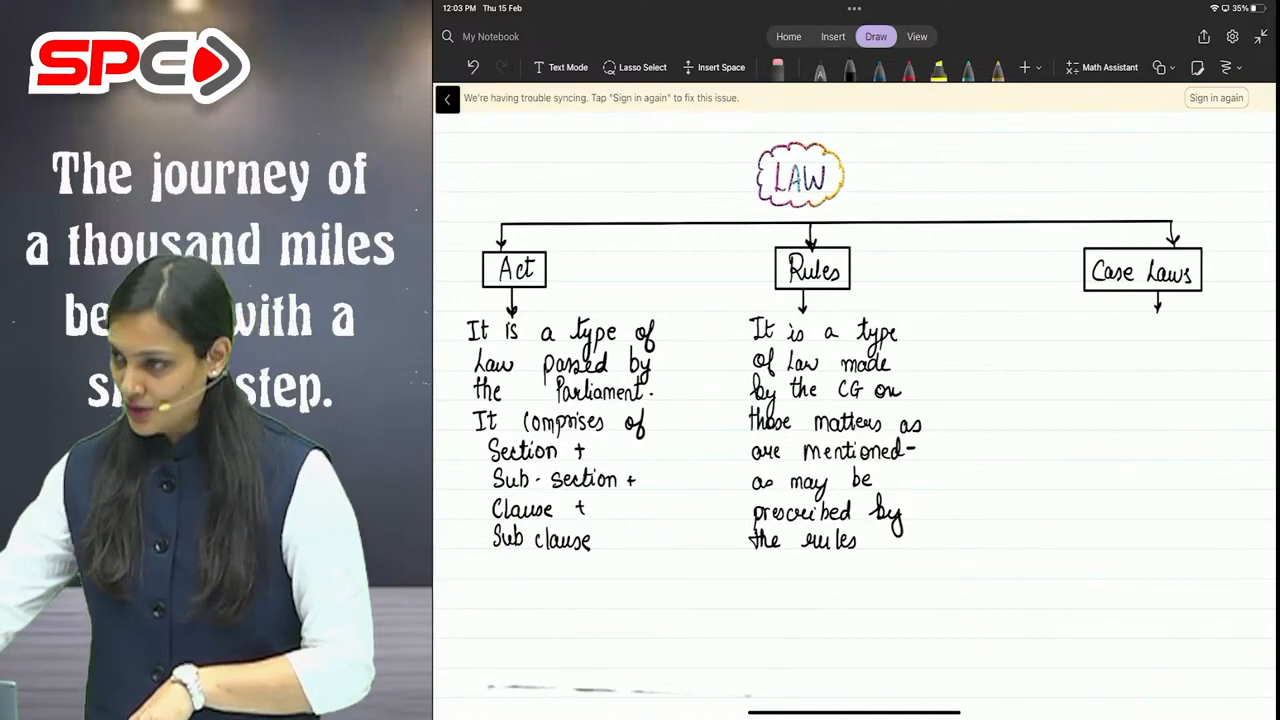 SPC
The journey of
a thousand miles
be with a
s step.
12:03 PM Thu 15 Feb
35%
My Notebook
Home Insert Draw View
Text Mode Lasso Select Insert Space Math Assistant
We're having trouble syncing. Tap "Sign in again" to fix this issue. Sign in again
LAW
Act
Rules
Case Laws
It is a type of
Law passed by
the Parliament.
It comprises of
Section +
Sub-section +
Clause +
Sub clause
It is a type
of Law made
by the CG on
those matters as
are mentioned-
as may be
prescribed by
the rules